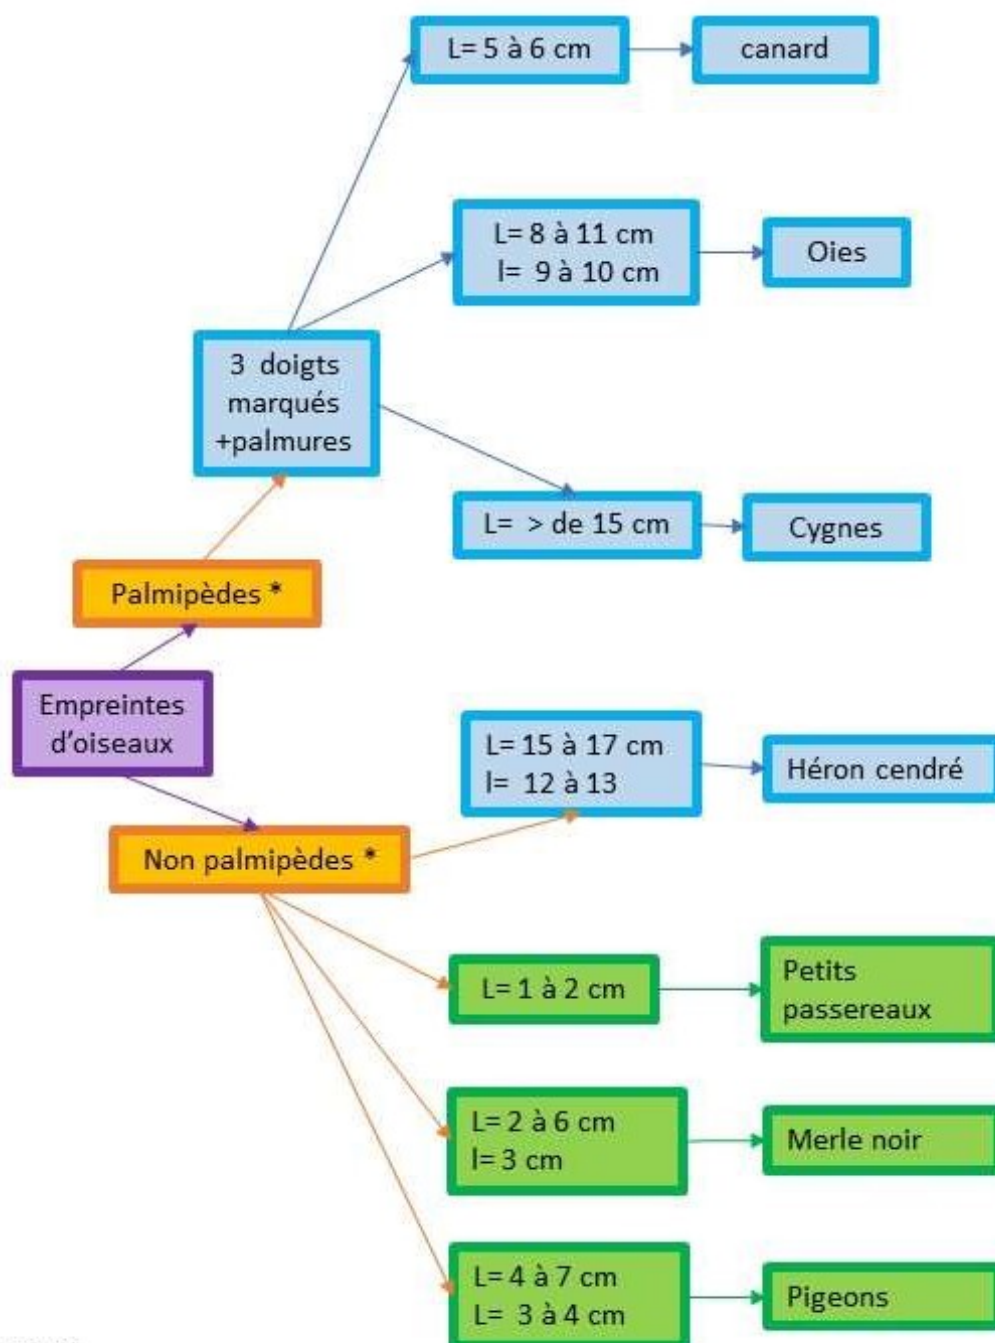 L= 5 à 6 cm
canard
L= 8 à 11 cm
l=  9 à 10 cm
Oies
3  doigts
marqués
+palmures
L=  > de 15 cm
Cygnes
Palmipèdes *
Empreintes
d'oiseaux
L= 15 à 17 cm
l=  12 à 13
Héron cendré
Non palmipèdes *
L= 1 à 2 cm
Petits
passereaux
L= 2 à 6 cm
l= 3 cm
Merle noir
L= 4 à 7 cm
L=  3 à 4 cm
Pigeons